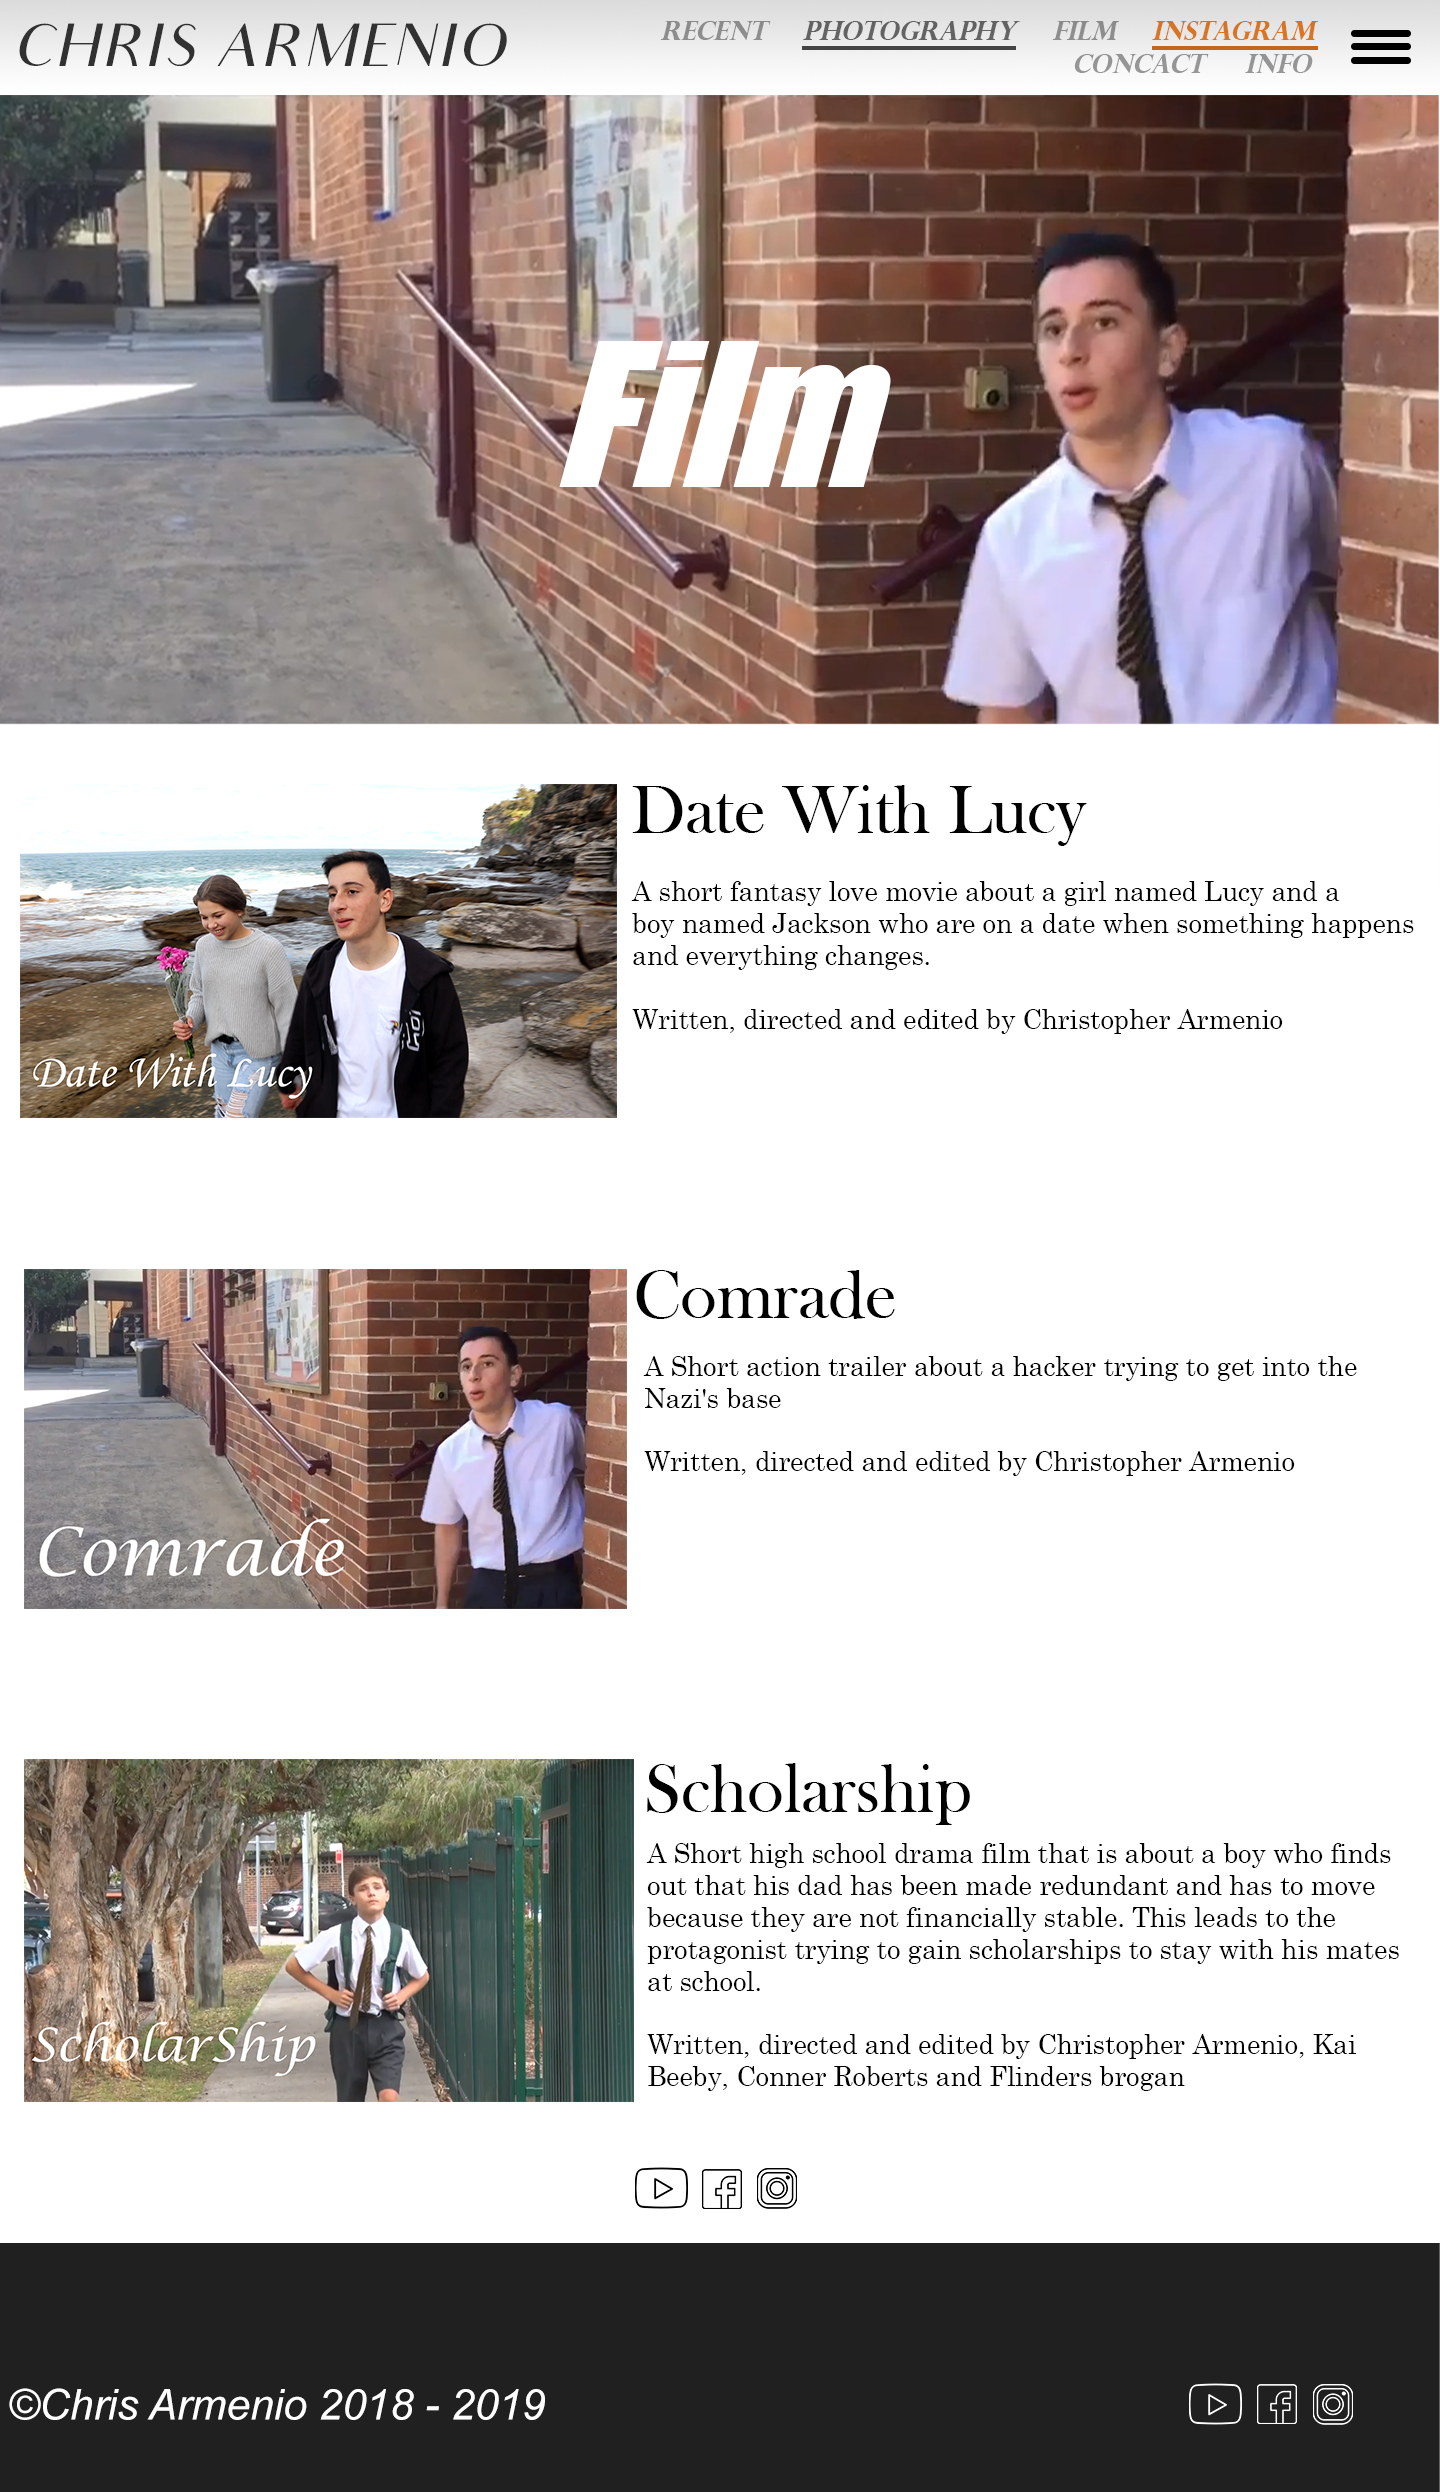 CHRIS ARMENIO
RECENT PHOTOGRAPHY FILM INSTAGRAM
CONCACT INFO
Film
Date With Lucy
A short fantasy love movie about a girl named Lucy and a
boy named Jackson who are on a date when something happens
and everything changes.
Written, directed and edited by Christopher Armenio
Date With Lucy
Comrade
A Short action trailer about a hacker trying to get into the
Nazi's base
Written, directed and edited by Christopher Armenio
Comrade
Scholarship
A Short high school drama film that is about a boy who finds
out that his dad has been made redundant and has to move
because they are not financially stable. This leads to the
protagonist trying to gain scholarships to stay with his mates
at school.
Written, directed and edited by Christopher Armenio, Kai
Beeby, Conner Roberts and Flinders brogan
ScholarShip
©Chris Armenio 2018 - 2019